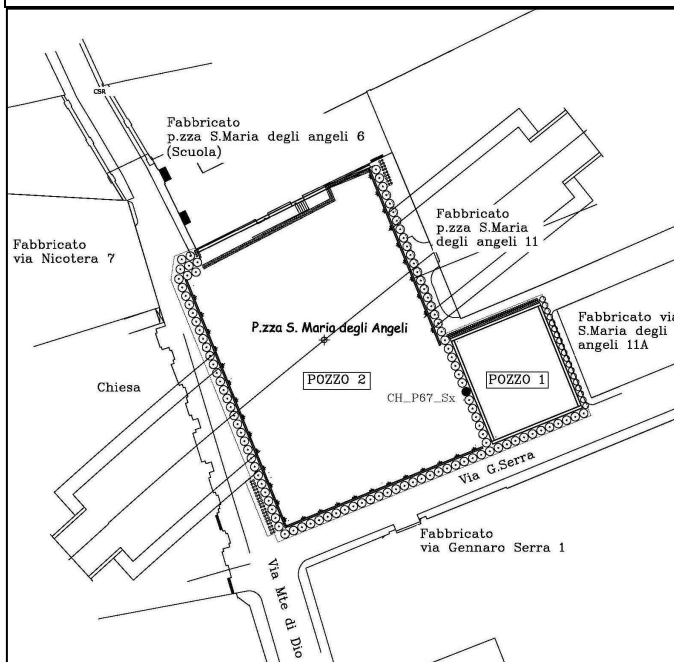 CSR
Fabbricato
p.zza S.Maria degli angeli 6
(Scuola)
Fabbricato
via Nicotera 7
Fabbricato
p.zza S.Maria
degli angeli 11
P.zza S. Maria degli Angeli
Fabbricato via
S.Maria degli
angeli 11A
POZZO 2
POZZO 1
Chiesa
CH_P67_Sx
Via G.Serra
Fabbricato
via Gennaro Serra 1
Via Mte di Dio